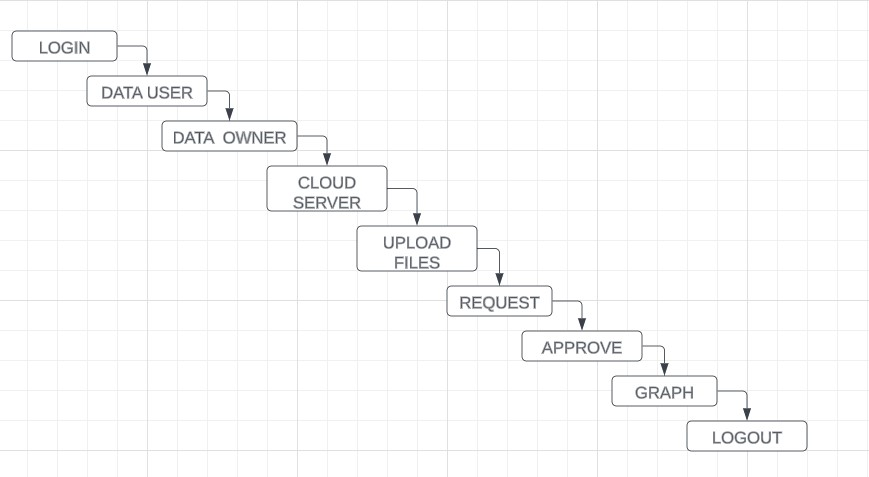 LOGIN
DATA USER
DATA OWNER
CLOUD
SERVER
UPLOAD
FILES
REQUEST
APPROVE
GRAPH
LOGOUT